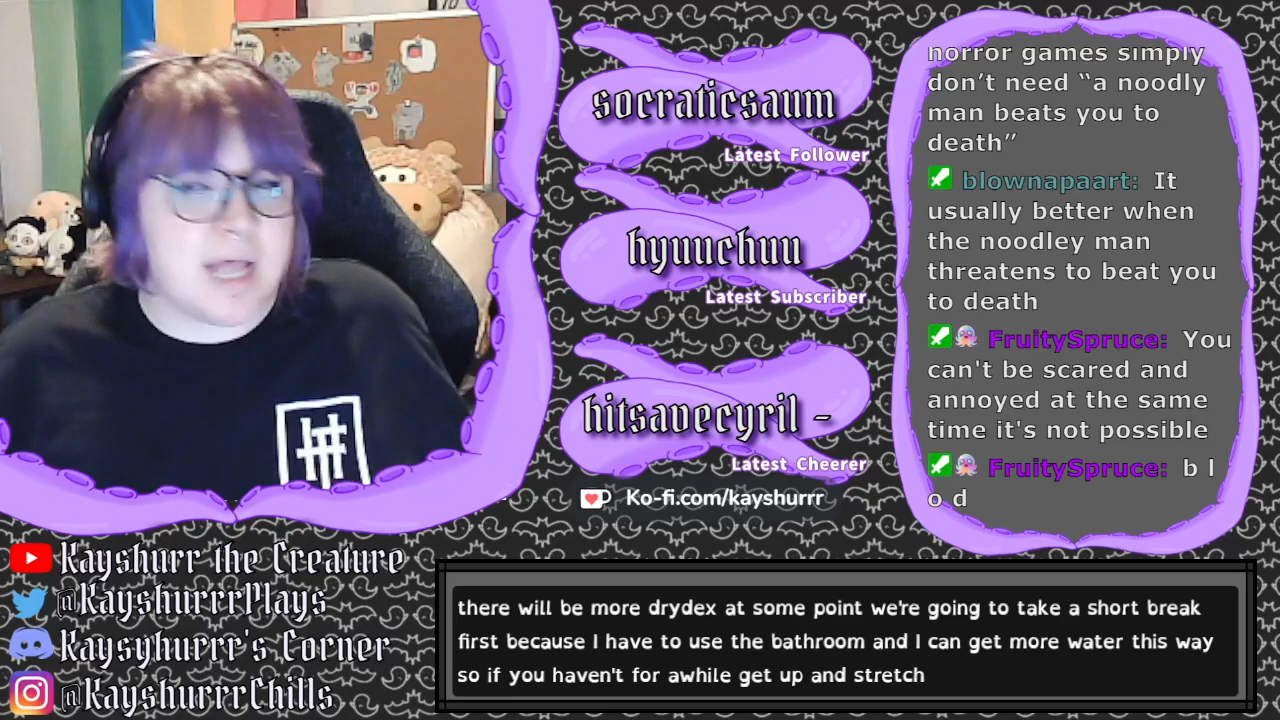 socraticsaum
Latest Follower
hyuuchuu
Latest Subscriber
hitsavecyril -
Latest Cheerer
Ko-fi.com/kayshurrr
horror games simply
don't need “a noodly
man beats you to
death”
blownapaart: It
usually better when
the noodley man
threatens to beat you
to death
FruitySpruce: You
can't be scared and
annoyed at the same
time it's not possible
FruitySpruce: b l
o d
Kayshurr the Creature
@KayshurrrPlays
Kaysyhurrr's Corner
@KayshurrrChills
there will be more drydex at some point we're going to take a short break
first because I have to use the bathroom and I can get more water this way
so if you haven't for awhile get up and stretch